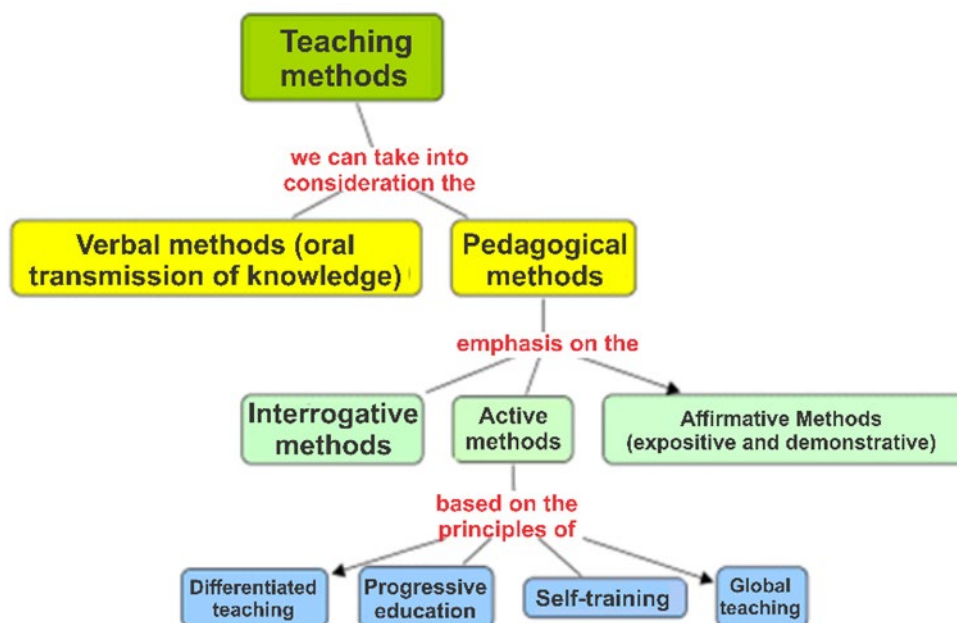 Teaching
methods
we can take into
consideration the
Verbal methods (oral
transmission of knowledge)
Pedagogical
methods
emphasis on the
Interrogative
methods
Active
methods
Affirmative Methods
(expositive and demonstrative)
based on the
principles of
Differentiated
teaching
Progressive
education
Self-training
Global
teaching